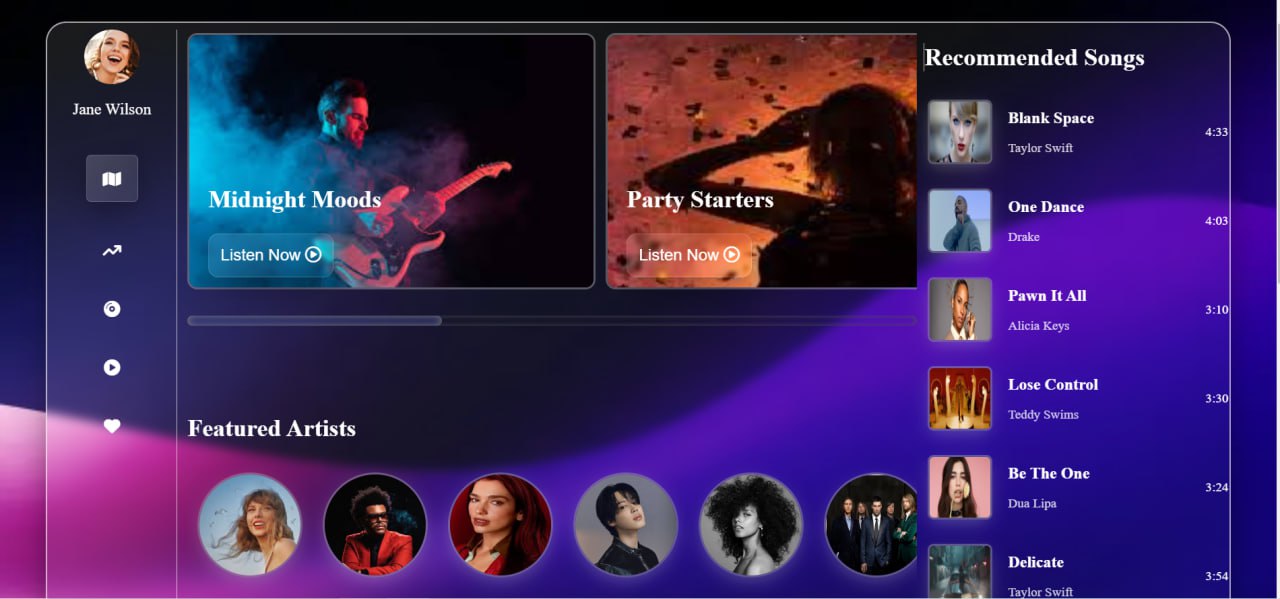 Jane Wilson
Midnight Moods
Listen Now
Party Starters
Listen Now
Featured Artists
Recommended Songs
Blank Space
Taylor Swift
4:33
One Dance
Drake
4:03
Pawn It All
Alicia Keys
3:10
Lose Control
Teddy Swims
3:30
Be The One
Dua Lipa
3:24
Delicate
Taylor Swift
3:54